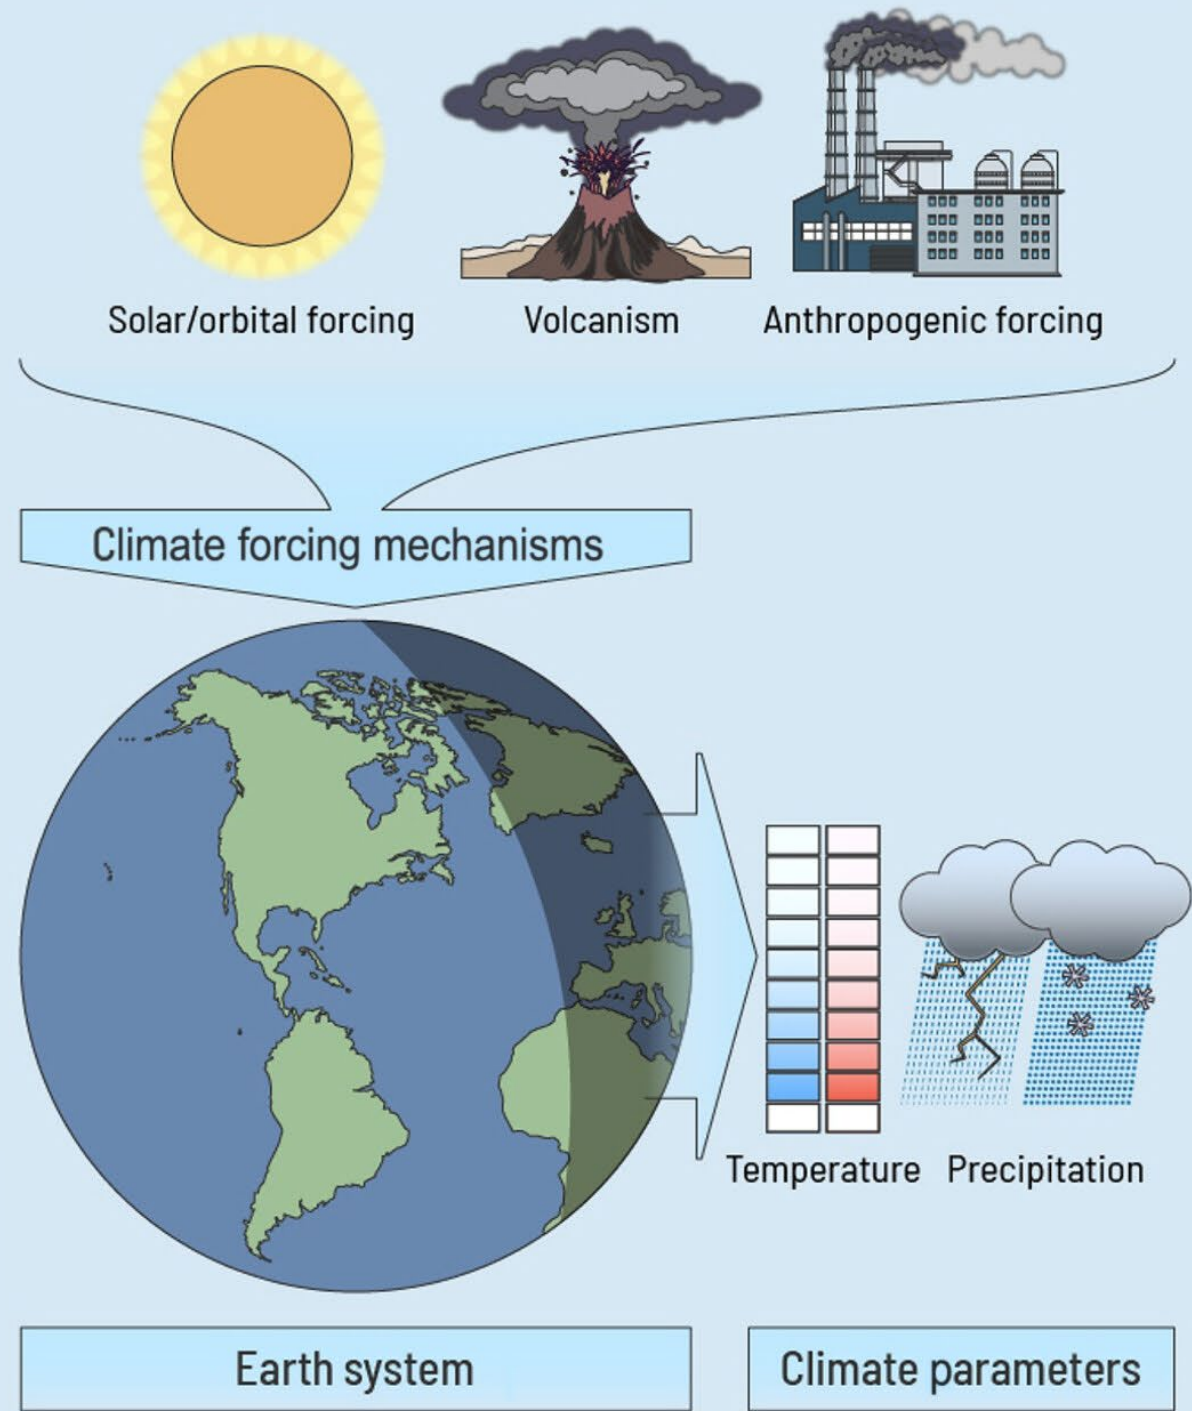 Solar/orbital forcing
Volcanism
Anthropogenic forcing
Climate forcing mechanisms
Temperature
Precipitation
Earth system
Climate parameters